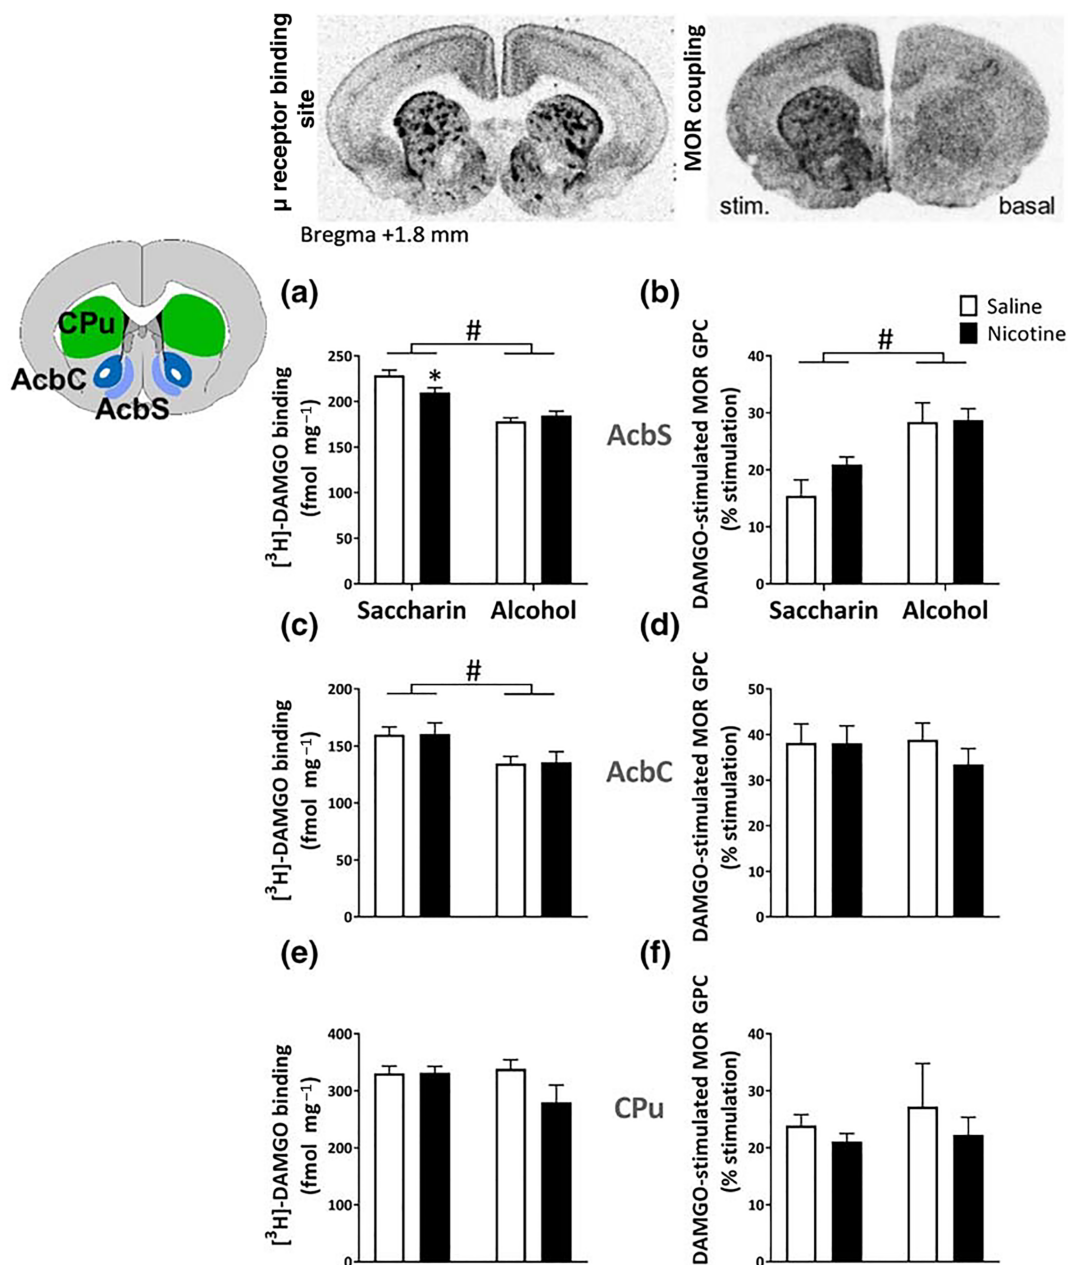 μ receptor binding
site
MOR coupling
stim.
basal
Bregma +1.8 mm
CPu
AcbC
AcbS
(a)
(b)
Saline
Nicotine
[³H]-DAMGO binding
(fmol mg⁻¹)
250
200
150
100
50
0
#
*
Saccharin
Alcohol
AcbS
DAMGO-stimulated MOR GPC
(% stimulation)
40
30
20
10
0
#
Saccharin
Alcohol
(c)
(d)
[³H]-DAMGO binding
(fmol mg⁻¹)
200
150
100
50
0
#
AcbC
DAMGO-stimulated MOR GPC
(% stimulation)
50
40
30
20
10
0
(e)
(f)
[³H]-DAMGO binding
(fmol mg⁻¹)
400
300
200
100
0
CPu
DAMGO-stimulated MOR GPC
(% stimulation)
40
30
20
10
0